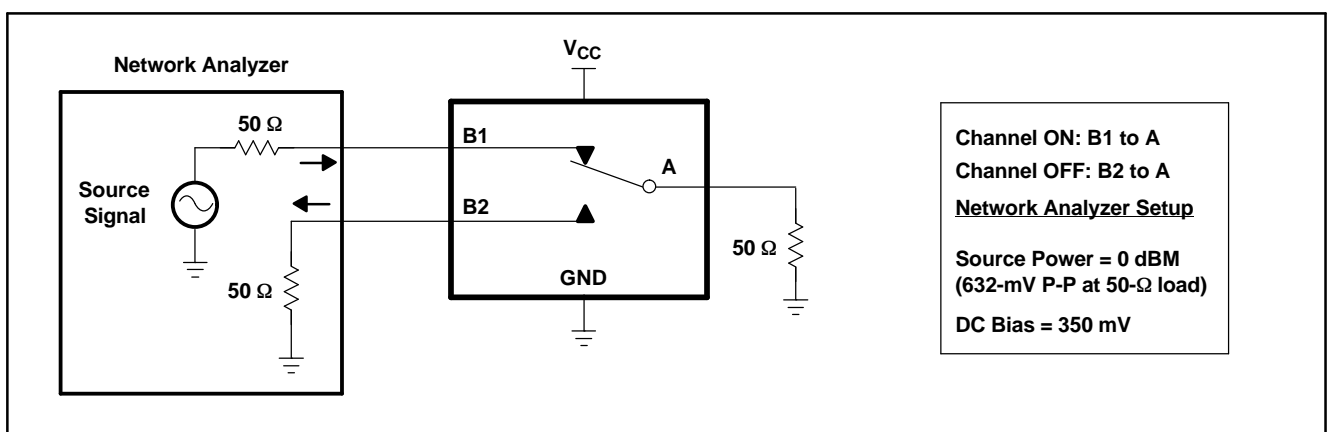 V_CC
Network Analyzer
50 Ω
B1
A
Source
Signal
B2
50 Ω
GND
50 Ω
Channel ON: B1 to A
Channel OFF: B2 to A
Network Analyzer Setup
Source Power = 0 dBM
(632-mV P-P at 50-Ω load)
DC Bias = 350 mV